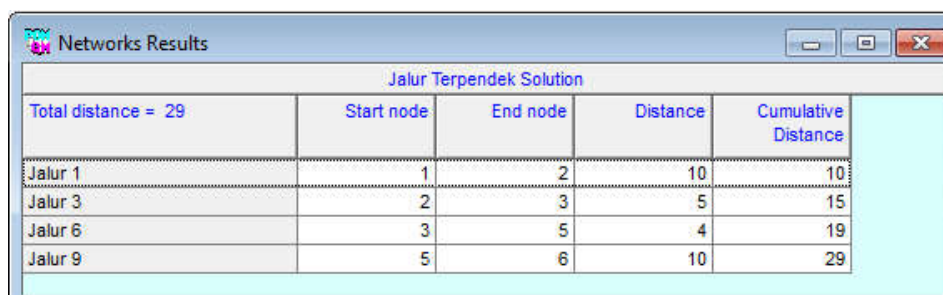 Networks Results
Jalur Terpendek Solution
Total distance = 29 Start node End node Distance Cumulative Distance
Jalur 1 1 2 10 10
Jalur 3 2 3 5 15
Jalur 6 3 5 4 19
Jalur 9 5 6 10 29